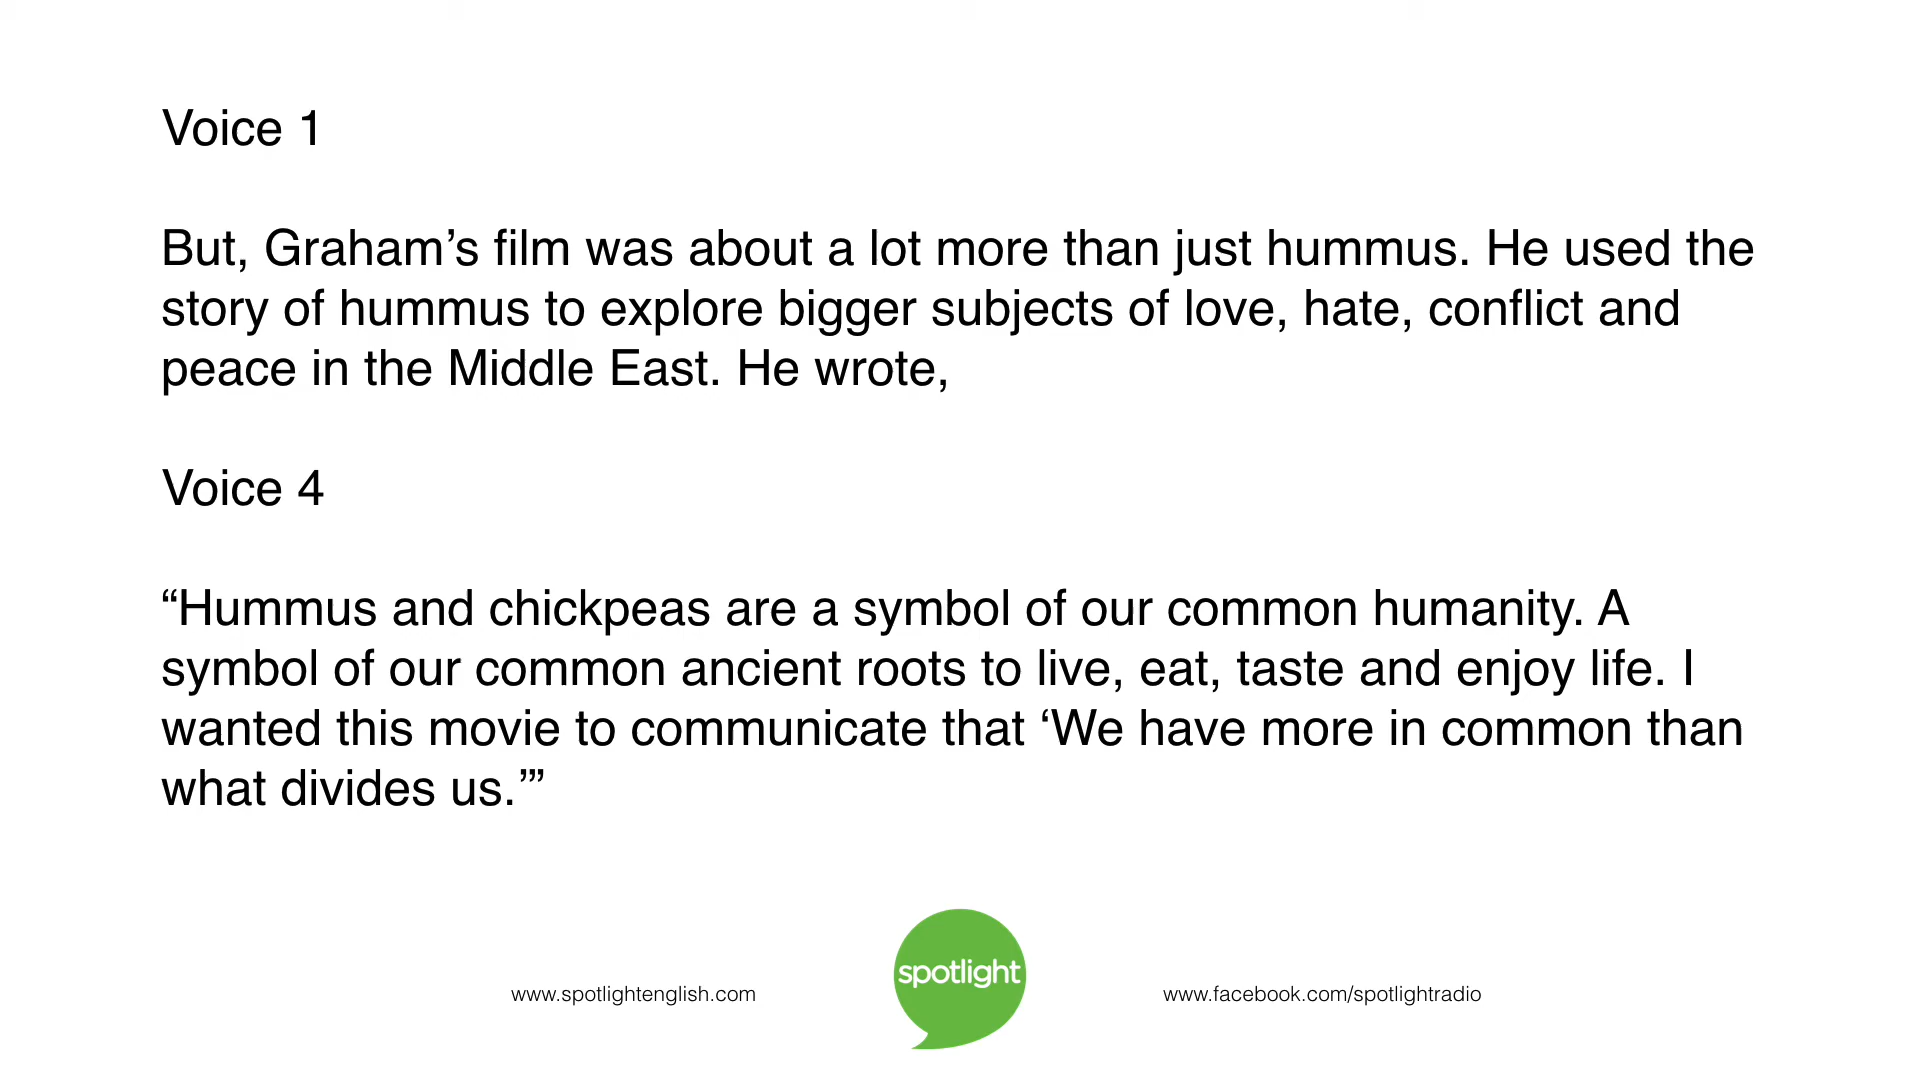 Voice 1
But, Graham’s film was about a lot more than just hummus. He used the
story of hummus to explore bigger subjects of love, hate, conflict and
peace in the Middle East. He wrote,
Voice 4
“Hummus and chickpeas are a symbol of our common humanity. A
symbol of our common ancient roots to live, eat, taste and enjoy life. I
wanted this movie to communicate that ‘We have more in common than
what divides us.’”
www.spotlightenglish.com
spotlight
www.facebook.com/spotlightradio